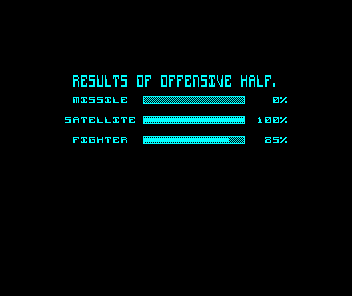 RESULTS OF OFFENSIVE HALF.
MISSILE 0%
SATELLITE 100%
FIGHTER 85%